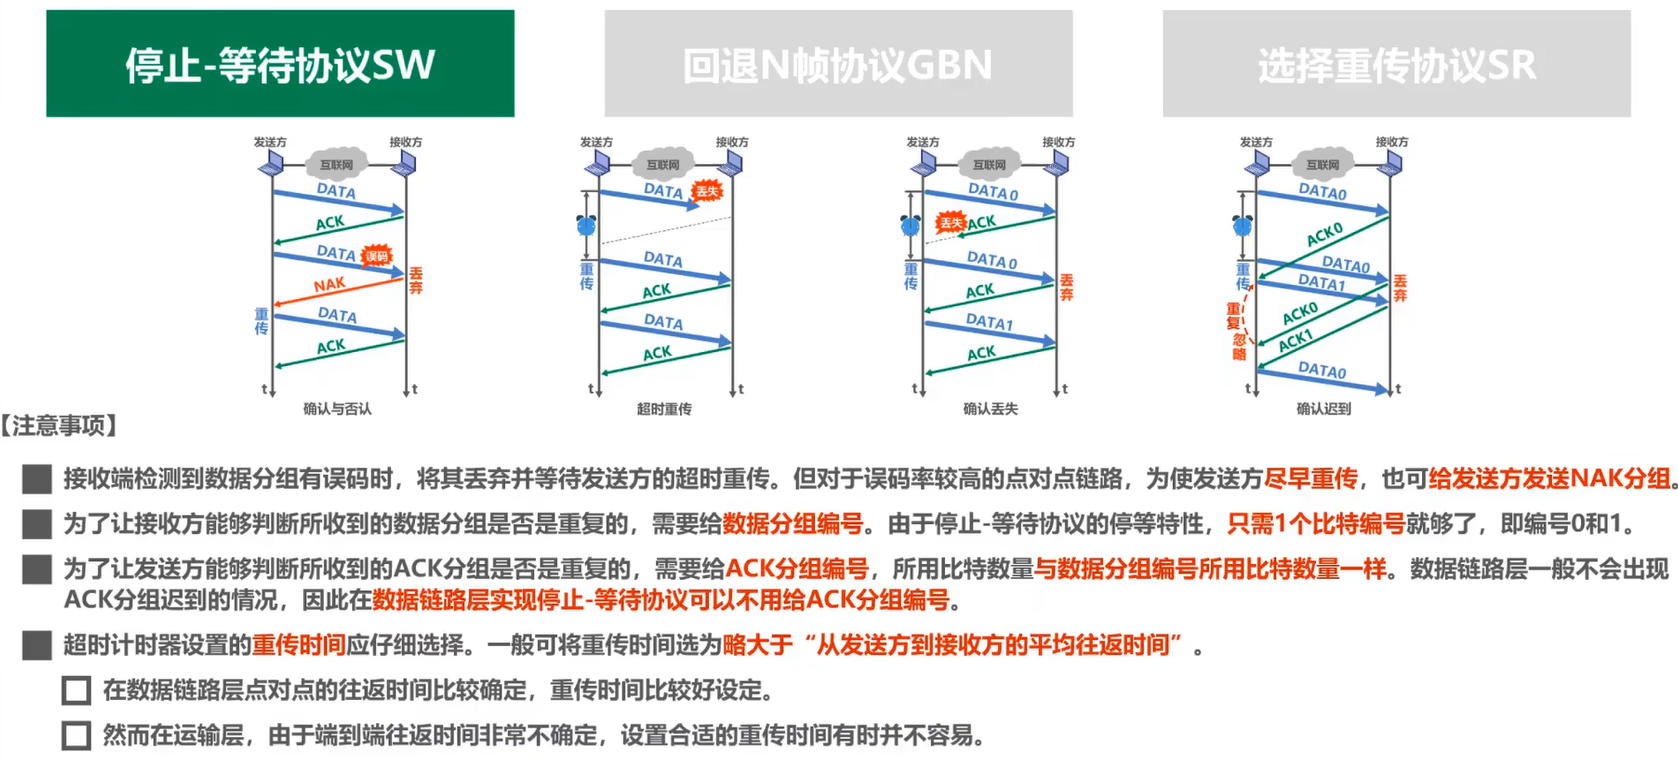 停止-等待协议SW
回退N帧协议GBN
选择重传协议SR
发送方
互联网
接收方
DATA
ACK
DATA
误码
丢弃
NAK
重传
DATA
ACK
t
t
确认与否认
发送方
互联网
接收方
DATA
丢失
重传
DATA
ACK
DATA
ACK
t
t
超时重传
发送方
互联网
接收方
DATA 0
丢失
ACK
重传
DATA 0
丢弃
ACK
DATA1
ACK
t
t
确认丢失
发送方
互联网
接收方
DATA0
ACK0
重传
DATA0
DATA1
丢弃
重复
忽略
ACK0
ACK1
DATA0
t
t
确认迟到
【注意事项】
接收端检测到数据分组有误码时，将其丢弃并等待发送方的超时重传。但对于误码率较高的点对点链路，为使发送方尽早重传，也可给发送方发送NAK分组。
为了让接收方能够判断所收到的数据分组是否是重复的，需要给数据分组编号。由于停止-等待协议的停等特性，只需1个比特编号就够了，即编号0和1。
为了让发送方能够判断所收到的ACK分组是否是重复的，需要给ACK分组编号，所用比特数量与数据分组编号所用比特数量一样。数据链路层一般不会出现
ACK分组迟到的情况，因此在数据链路层实现停止-等待协议可以不用给ACK分组编号。
超时计时器设置的重传时间应仔细选择。一般可将重传时间选为略大于“从发送方到接收方的平均往返时间”。
在数据链路层点对点的往返时间比较确定，重传时间比较好设定。
然而在运输层，由于端到端往返时间非常不确定，设置合适的重传时间有时并不容易。